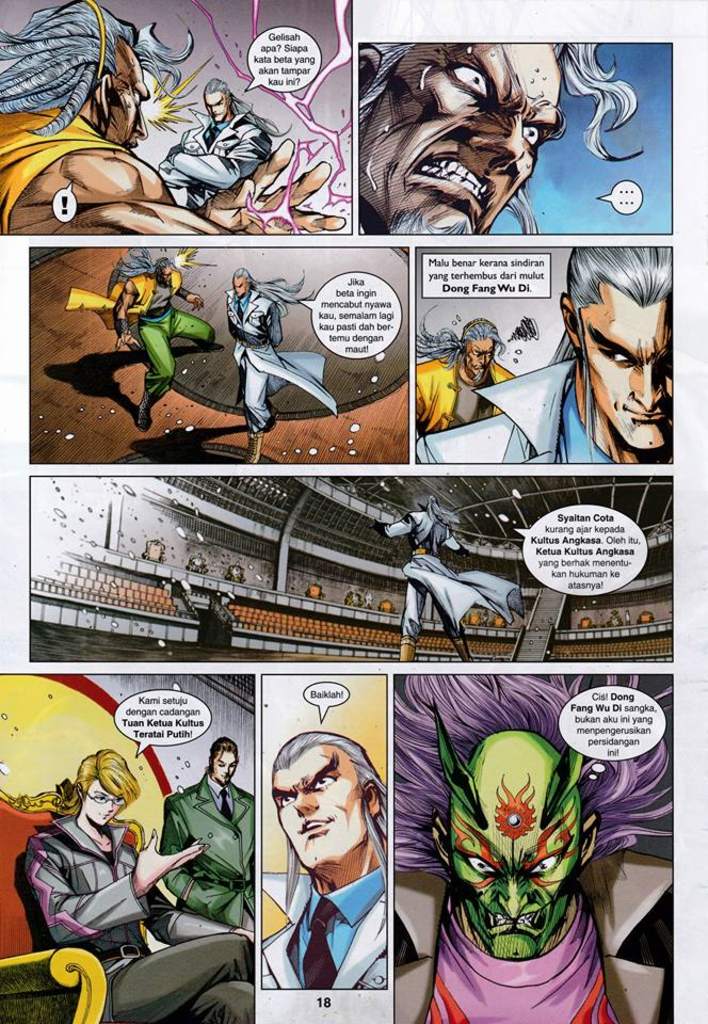 Gelisah
apa? Siapa
kata beta yang
akan tampar
kau ini?
!
...
...
Jika
beta ingin
mencabut nyawa
kau, semalam lagi
kau pasti dah ber-
temu dengan
maut!
Malu benar kerana sindiran
yang terhembus dari mulut
Dong Fang Wu Di.
Syaitan Cota
kurang ajar kepada
Kultus Angkasa. Oleh itu,
Ketua Kultus Angkasa
yang berhak menentu-
kan hukuman ke
atasnya!
Kami setuju
dengan cadangan
Tuan Ketua Kultus
Teratai Putih!
Baiklah!
Cis! Dong
Fang Wu Di sangka,
bukan aku ini yang
menpengerusikan
persidangan
ini!
18